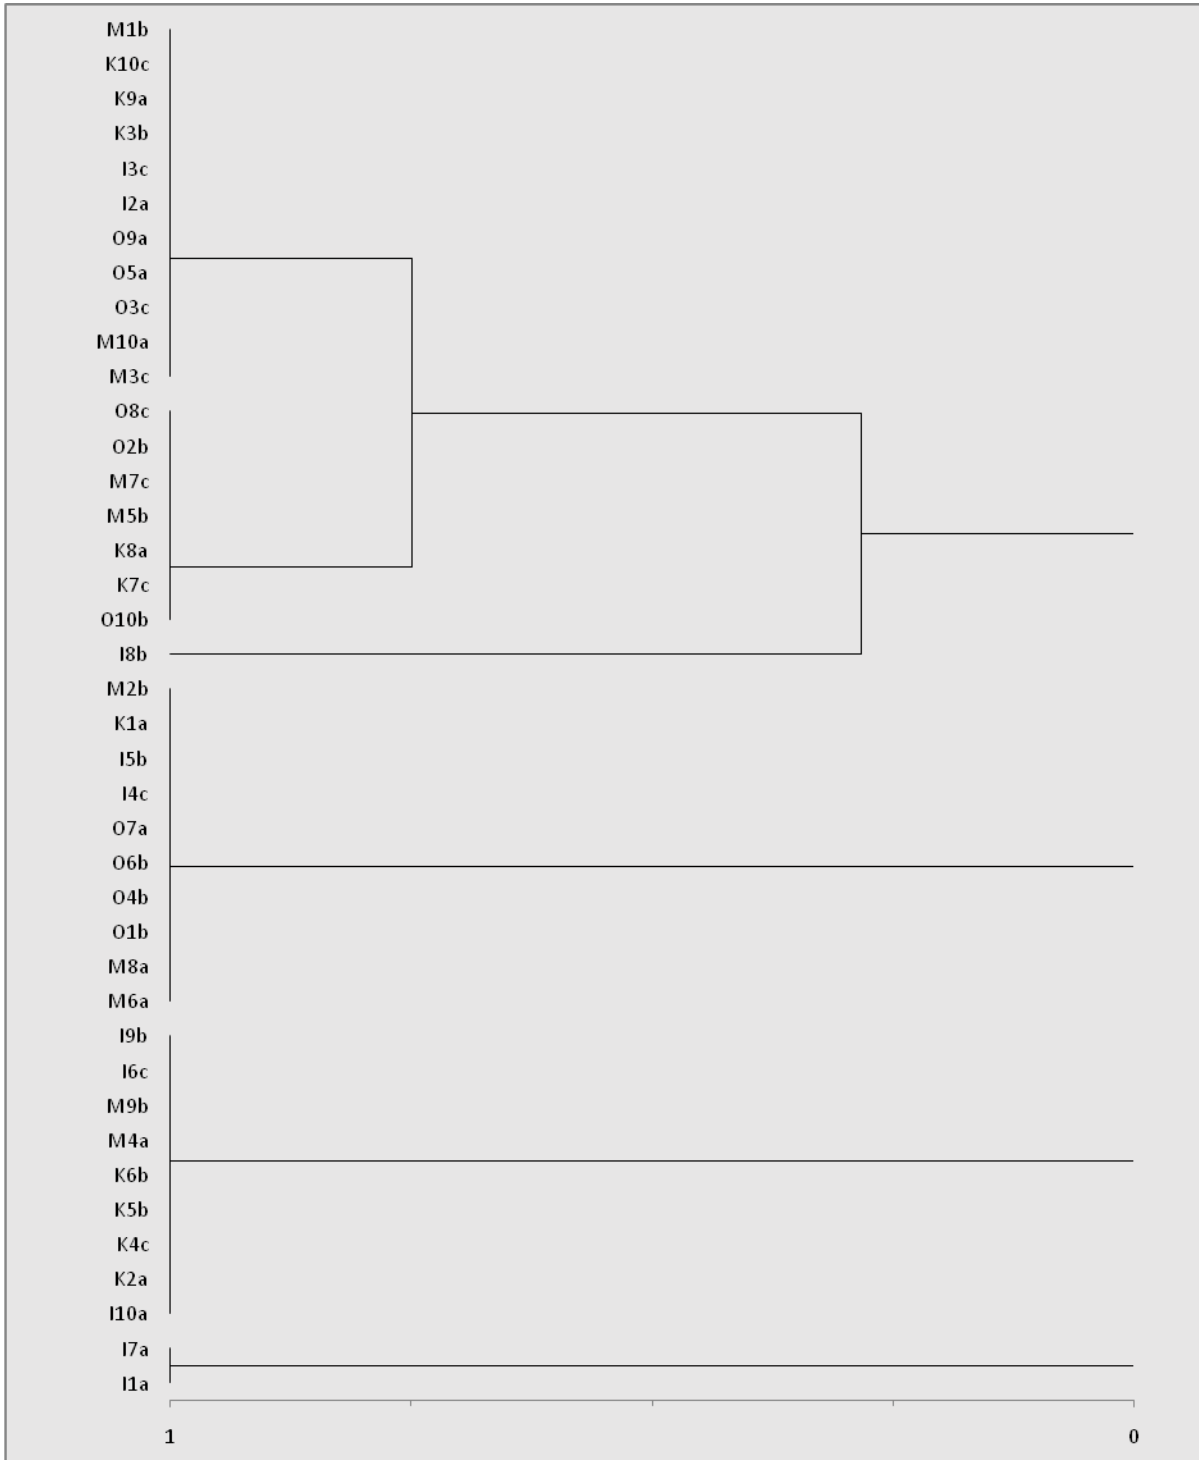 M1b
K10c
K9a
K3b
I3c
I2a
O9a
O5a
O3c
M10a
M3c
O8c
O2b
M7c
M5b
K8a
K7c
O10b
I8b
M2b
K1a
I5b
I4c
O7a
O6b
O4b
O1b
M8a
M6a
I9b
I6c
M9b
M4a
K6b
K5b
K4c
K2a
I10a
I7a
I1a
1 0